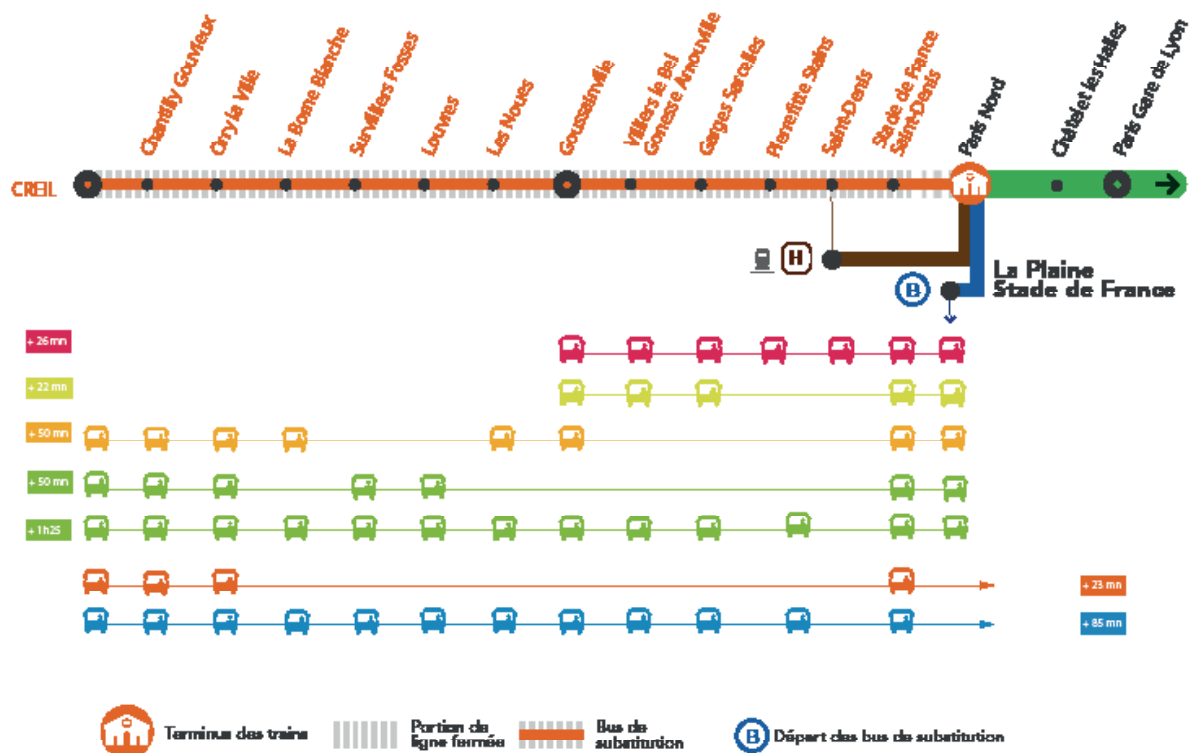 Chantilly Gouvieux
Orry la Ville
La Borne Blanche
Survilliers Fosses
Louvres
Les Noues
Goussainville
Villiers le Bel
Gonesse Arnouville
Garges Sarcelles
Pierrefitte Stains
Saint-Denis
Stade de France
Saint-Denis
Paris Nord
Châtelet les Halles
Paris Gare de Lyon
CREIL
H
B
La Plaine
Stade de France
+ 26 mn
+ 22 mn
+ 50 mn
+ 50 mn
+ 1h25
+ 23 mn
+ 85 mn
Terminus des trains
Portion de
ligne fermée
Bus de
substitution
B
Départ des bus de substitution